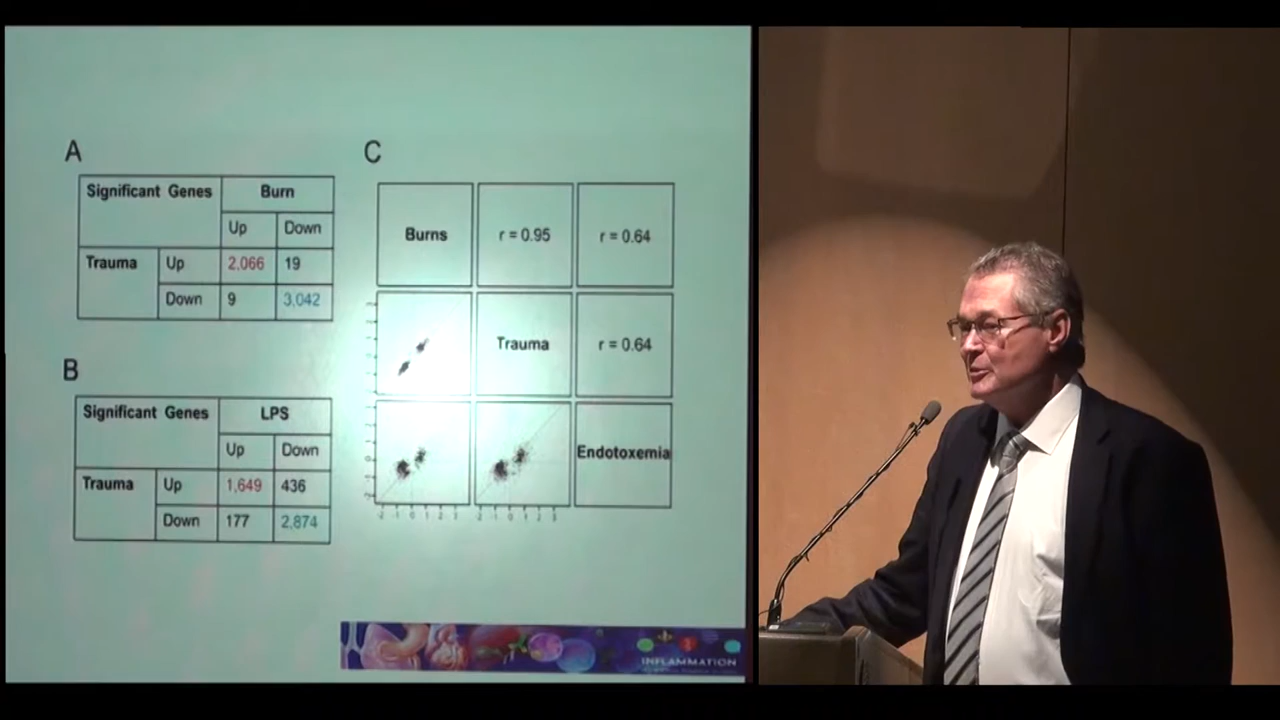 A
Significant Genes Burn
Up Down
Trauma Up 2,066 19
Down 9 3,042
B
Significant Genes LPS
Up Down
Trauma Up 1,649 436
Down 177 2,874
C
Burns r = 0.95 r = 0.64
Trauma r = 0.64
Endotoxemia
INFLAMMATION